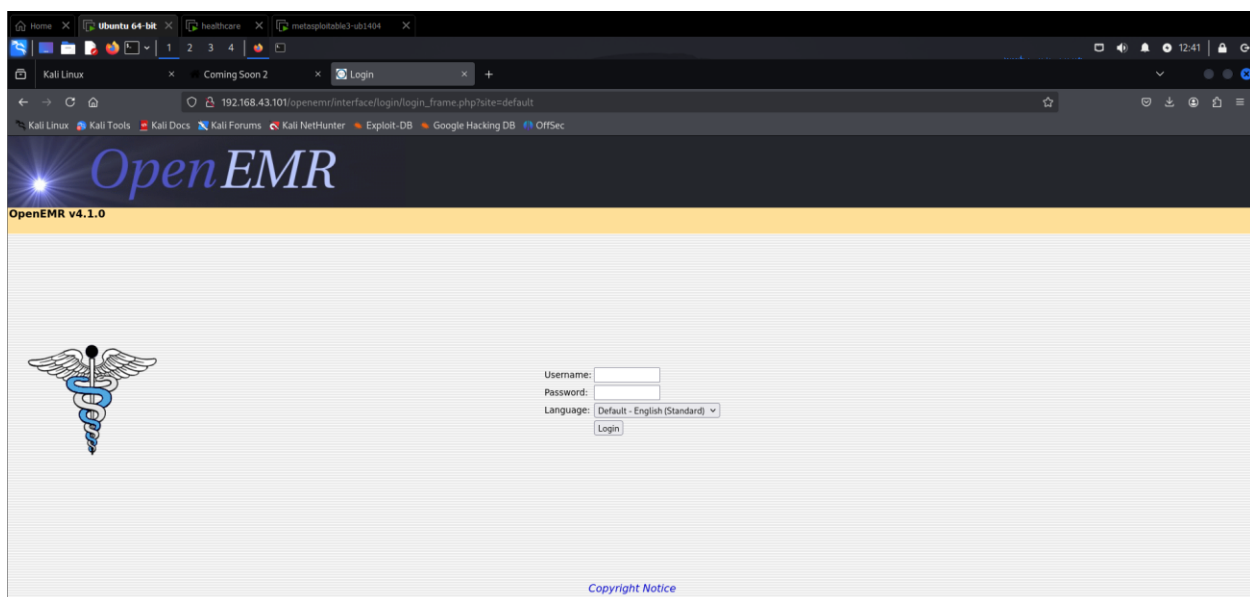 Home Ubuntu 64-bit healthcare metasploitable3-ub1404
1 2 3 4 12:41
Kali Linux Coming Soon 2 Login
192.168.43.101/openemr/interface/login/login_frame.php?site=default
Kali Linux Kali Tools Kali Docs Kali Forums Kali NetHunter Exploit-DB Google Hacking DB OffSec
OpenEMR
OpenEMR v4.1.0
Username:
Password:
Language: Default - English (Standard)
Login
Copyright Notice